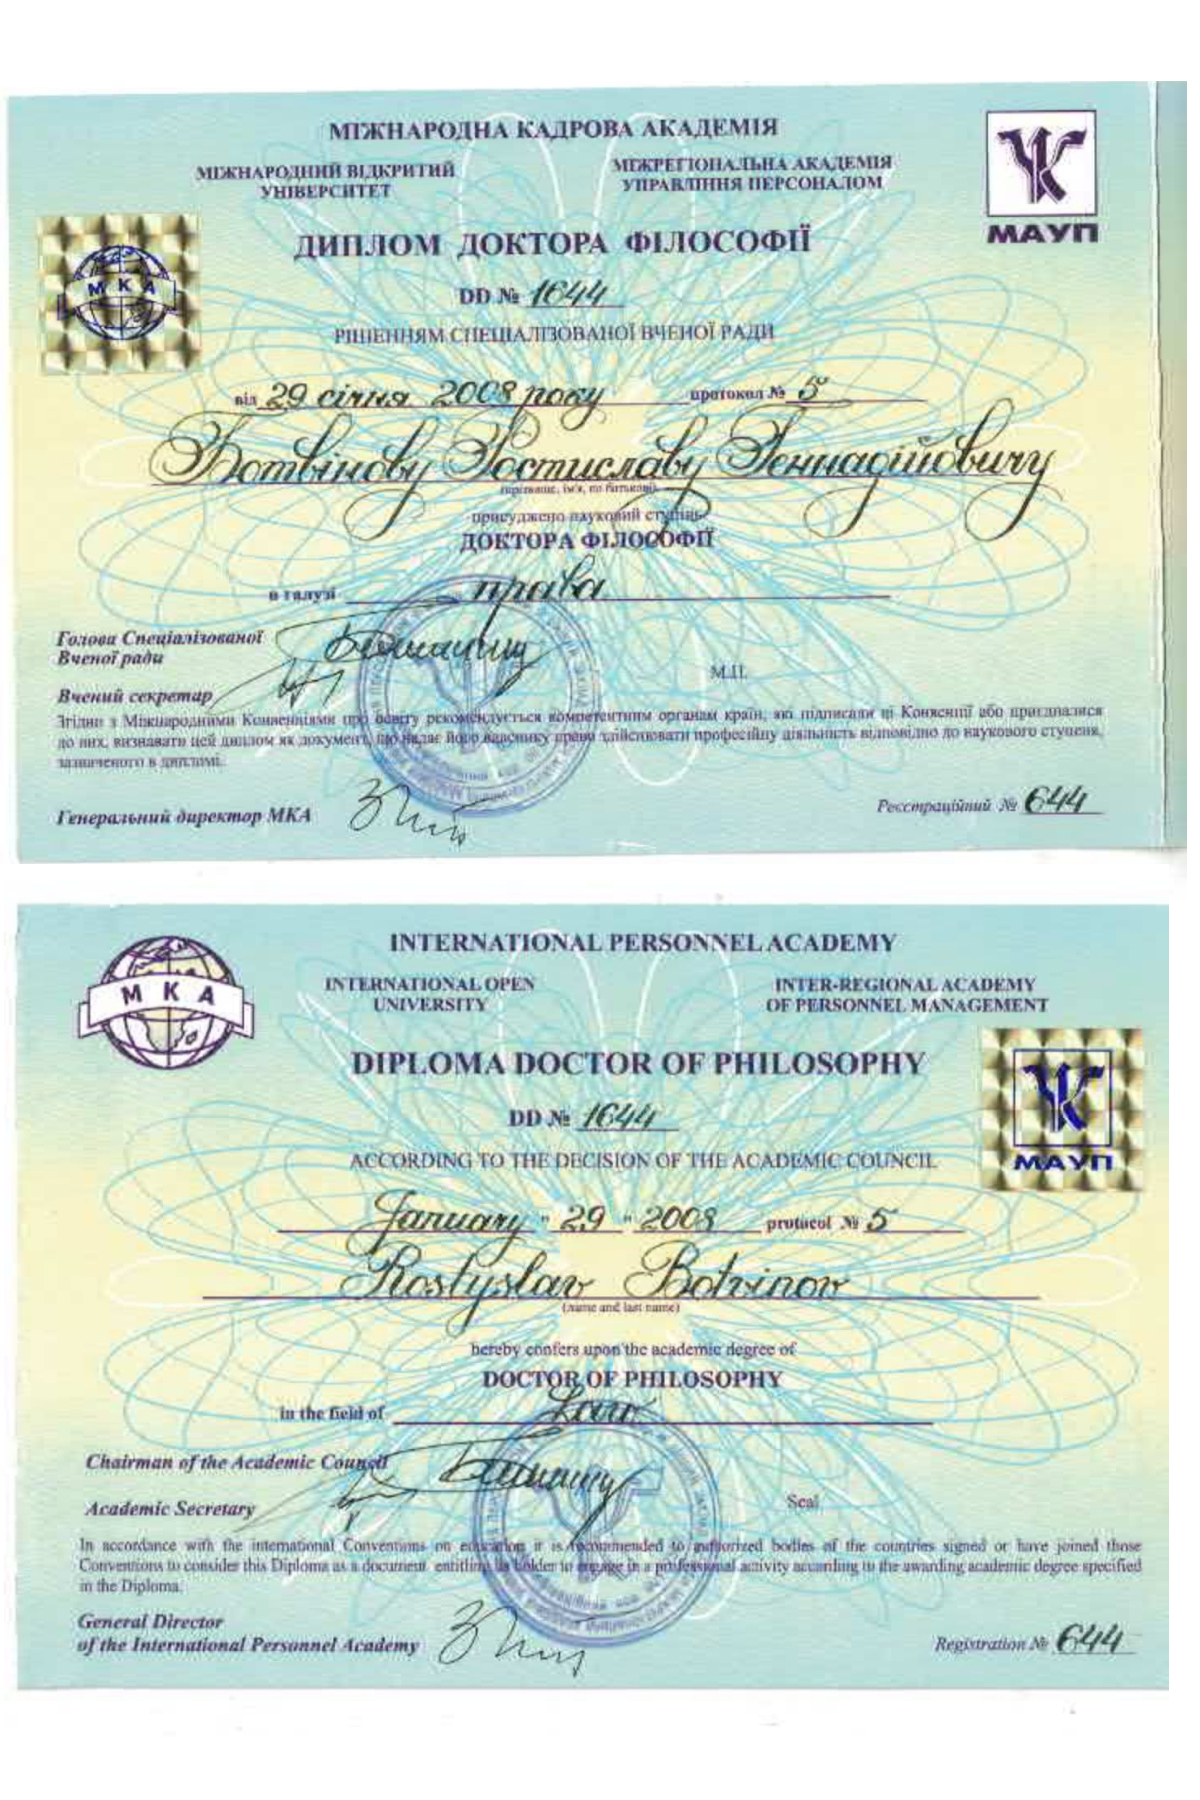 МІЖНАРОДНА КАДРОВА АКАДЕМІЯ
МІЖНАРОДНИЙ ВІДКРИТИЙ
УНІВЕРСИТЕТ
МІЖРЕГІОНАЛЬНА АКАДЕМІЯ
УПРАВЛІННЯ ПЕРСОНАЛОМ
МАУП
МКА
ДИПЛОМ ДОКТОРА ФІЛОСОФІЇ
DD № 1644
РІШЕННЯМ СПЕЦІАЛІЗОВАНОЇ ВЧЕНОЇ РАДИ
від 29 січня 2008 року протокол № 5
Ботвінову Ростиславу Геннадійовичу
(прізвище, ім'я, по батькові)
присуджено науковий ступінь
ДОКТОРА ФІЛОСОФІЇ
в галузі права
Голова Спеціалізованої
Вченої ради
М.П.
Вчений секретар
Згідно з Міжнародними Конвенціями про освіту рекомендується компетентним органам країн, які підписали ці Конвенції або приєдналися
до них, визнавати цей диплом як документ, що надає його власнику право здійснювати професійну діяльність відповідно до наукового ступеня,
зазначеного в дипломі.
Генеральний директор МКА
Реєстраційний № 644
INTERNATIONAL PERSONNEL ACADEMY
МКА
INTERNATIONAL OPEN
UNIVERSITY
INTER-REGIONAL ACADEMY
OF PERSONNEL MANAGEMENT
DIPLOMA DOCTOR OF PHILOSOPHY
МАУП
DD № 1644
ACCORDING TO THE DECISION OF THE ACADEMIC COUNCIL
January "29" 2008 protocol № 5
Rostyslav Botvinov
(name and last name)
hereby confers upon the academic degree of
DOCTOR OF PHILOSOPHY
in the field of Law
Chairman of the Academic Council
Academic Secretary
Seal
In accordance with the international Conventions on education it is recommended to authorized bodies of the countries signed or have joined those
Conventions to consider this Diploma as a document entitling its holder to engage in a professional activity according to the awarding academic degree specified
in the Diploma.
General Director
of the International Personnel Academy
Registration № 644